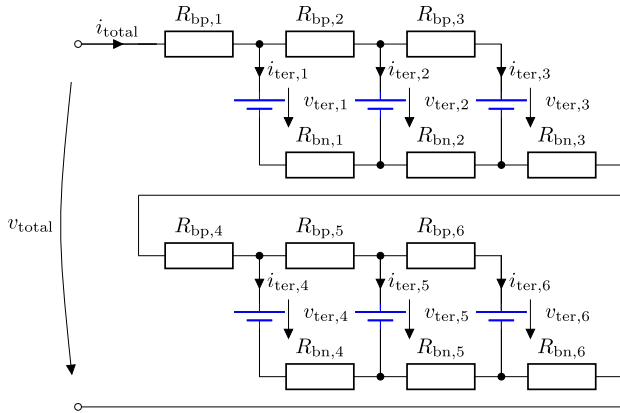 R_bp,1 R_bp,2 R_bp,3
i_total
i_ter,1 i_ter,2 i_ter,3
v_ter,1 v_ter,2 v_ter,3
R_bn,1 R_bn,2 R_bn,3
v_total
R_bp,4 R_bp,5 R_bp,6
i_ter,4 i_ter,5 i_ter,6
v_ter,4 v_ter,5 v_ter,6
R_bn,4 R_bn,5 R_bn,6